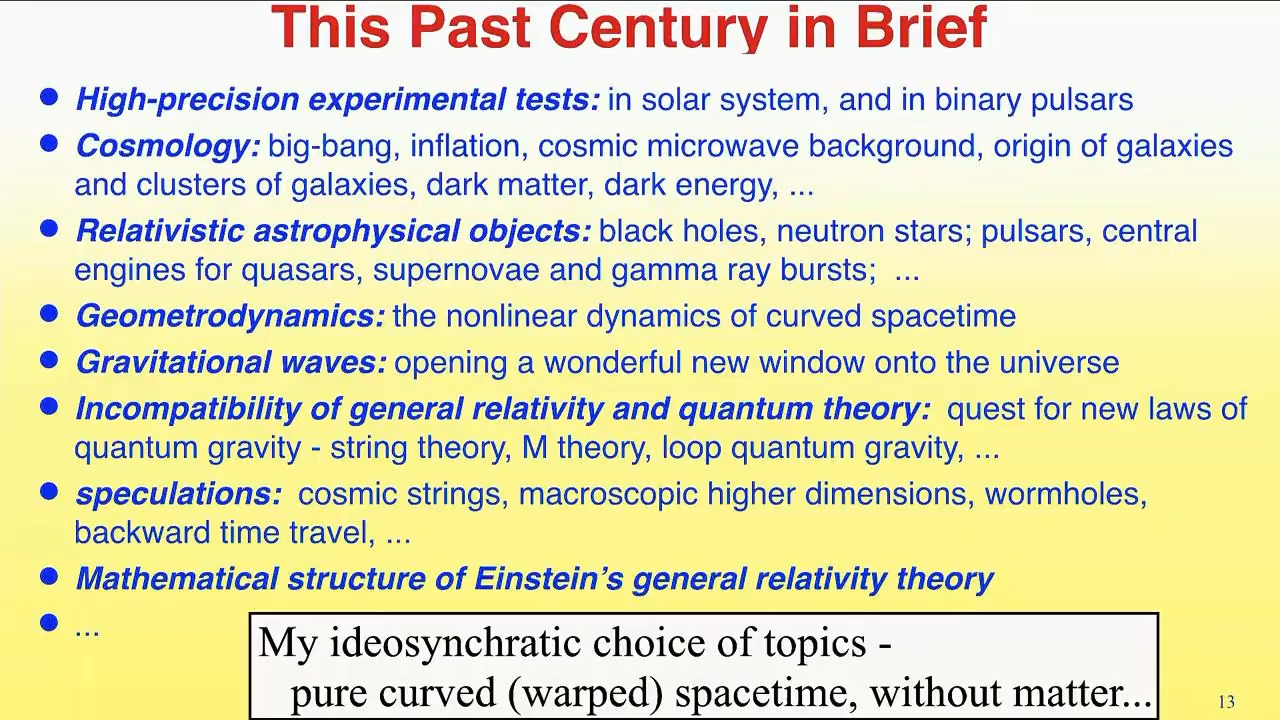 This Past Century in Brief
● High-precision experimental tests: in solar system, and in binary pulsars
● Cosmology: big-bang, inflation, cosmic microwave background, origin of galaxies
and clusters of galaxies, dark matter, dark energy, ...
● Relativistic astrophysical objects: black holes, neutron stars; pulsars, central
engines for quasars, supernovae and gamma ray bursts;  ...
● Geometrodynamics: the nonlinear dynamics of curved spacetime
● Gravitational waves: opening a wonderful new window onto the universe
● Incompatibility of general relativity and quantum theory:  quest for new laws of
quantum gravity - string theory, M theory, loop quantum gravity, ...
● speculations:  cosmic strings, macroscopic higher dimensions, wormholes,
backward time travel, ...
● Mathematical structure of Einstein’s general relativity theory
● ...
My ideosynchratic choice of topics -
pure curved (warped) spacetime, without matter...
13